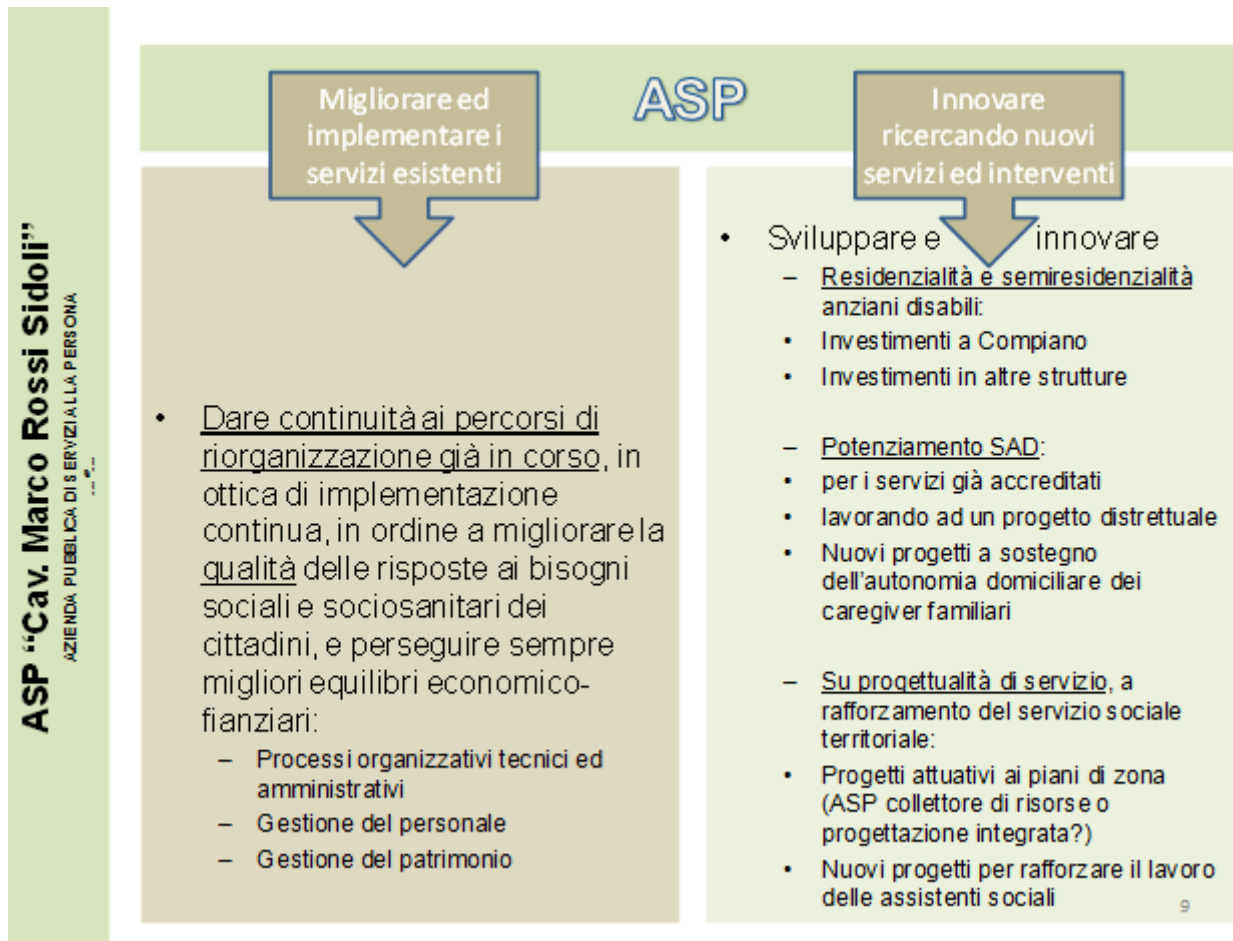 ASP “Cav. Marco Rossi Sidoli”
AZIENDA PUBBLICA DI SERVIZI ALLA PERSONA
ASP
Migliorare ed
implementare i
servizi esistenti
• Dare continuità ai percorsi di
riorganizzazione già in corso, in
ottica di implementazione
continua, in ordine a migliorare la
qualità delle risposte ai bisogni
sociali e sociosanitari dei
cittadini, e perseguire sempre
migliori equilibri economico-
fianziari:
– Processi organizzativi tecnici ed
amministrativi
– Gestione del personale
– Gestione del patrimonio
Innovare
ricercando nuovi
servizi ed interventi
• Sviluppare e innovare
– Residenzialità e semiresidenzialità
anziani disabili:
• Investimenti a Compiano
• Investimenti in altre strutture
– Potenziamento SAD:
• per i servizi già accreditati
• lavorando ad un progetto distrettuale
• Nuovi progetti a sostegno
dell’autonomia domiciliare dei
caregiver familiari
– Su progettualità di servizio, a
rafforzamento del servizio sociale
territoriale:
• Progetti attuativi ai piani di zona
(ASP collettore di risorse o
progettazione integrata?)
• Nuovi progetti per rafforzare il lavoro
delle assistenti sociali
9